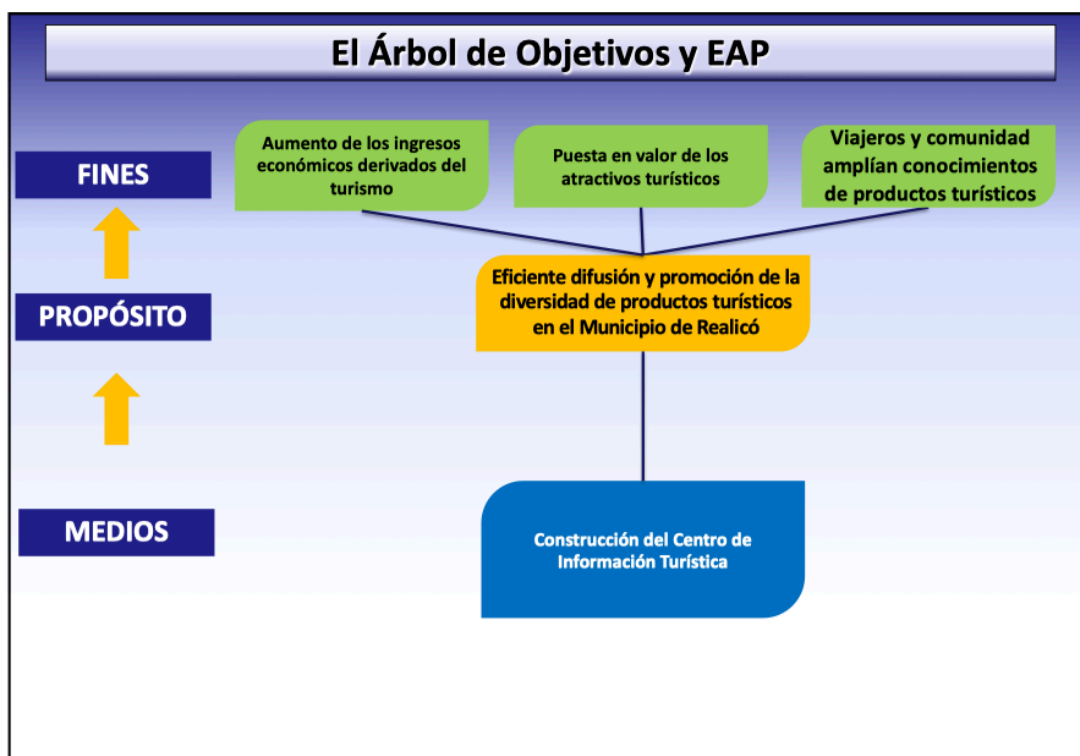 El Árbol de Objetivos y EAP
FINES
Aumento de los ingresos
económicos derivados del
turismo
Puesta en valor de los
atractivos turísticos
Viajeros y comunidad
amplían conocimientos
de productos turísticos
PROPÓSITO
Eficiente difusión y promoción de la
diversidad de productos turísticos
en el Municipio de Realicó
MEDIOS
Construcción del Centro de
Información Turística